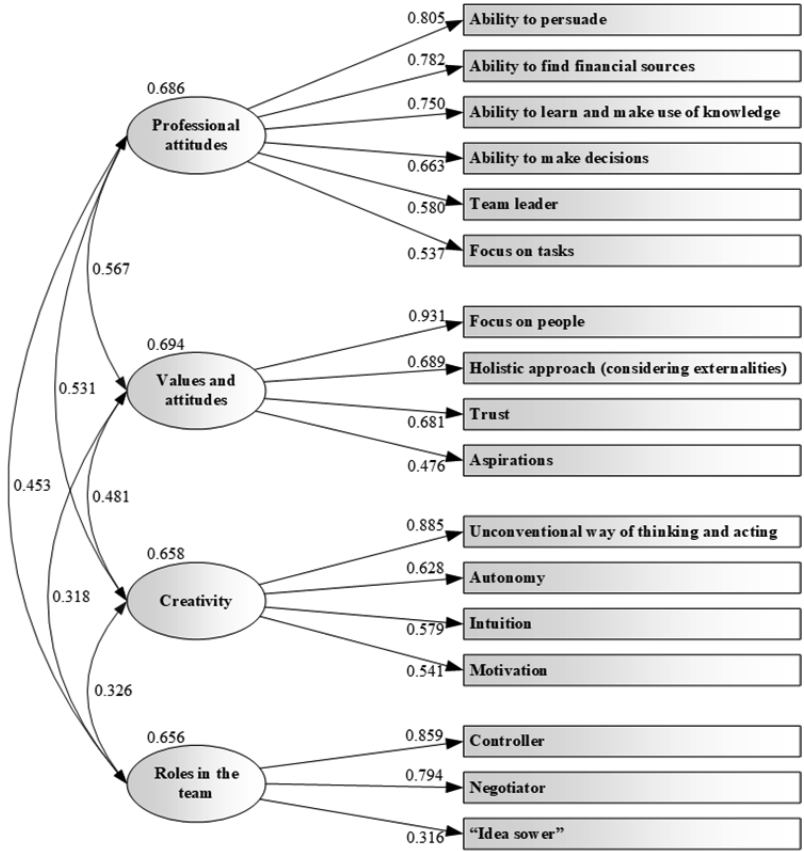 0.805
Ability to persuade
0.782
Ability to find financial sources
0.686
0.750
Ability to learn and make use of knowledge
Professional
attitudes
0.663
Ability to make decisions
0.580
Team leader
0.537
Focus on tasks
0.567
0.931
Focus on people
0.694
0.689
Holistic approach (considering externalities)
Values and
attitudes
0.681
Trust
0.531
0.476
Aspirations
0.453
0.481
0.885
Unconventional way of thinking and acting
0.658
0.628
Autonomy
Creativity
0.318
0.579
Intuition
0.541
Motivation
0.326
0.656
0.859
Controller
Roles in the
team
0.794
Negotiator
0.316
“Idea sower”